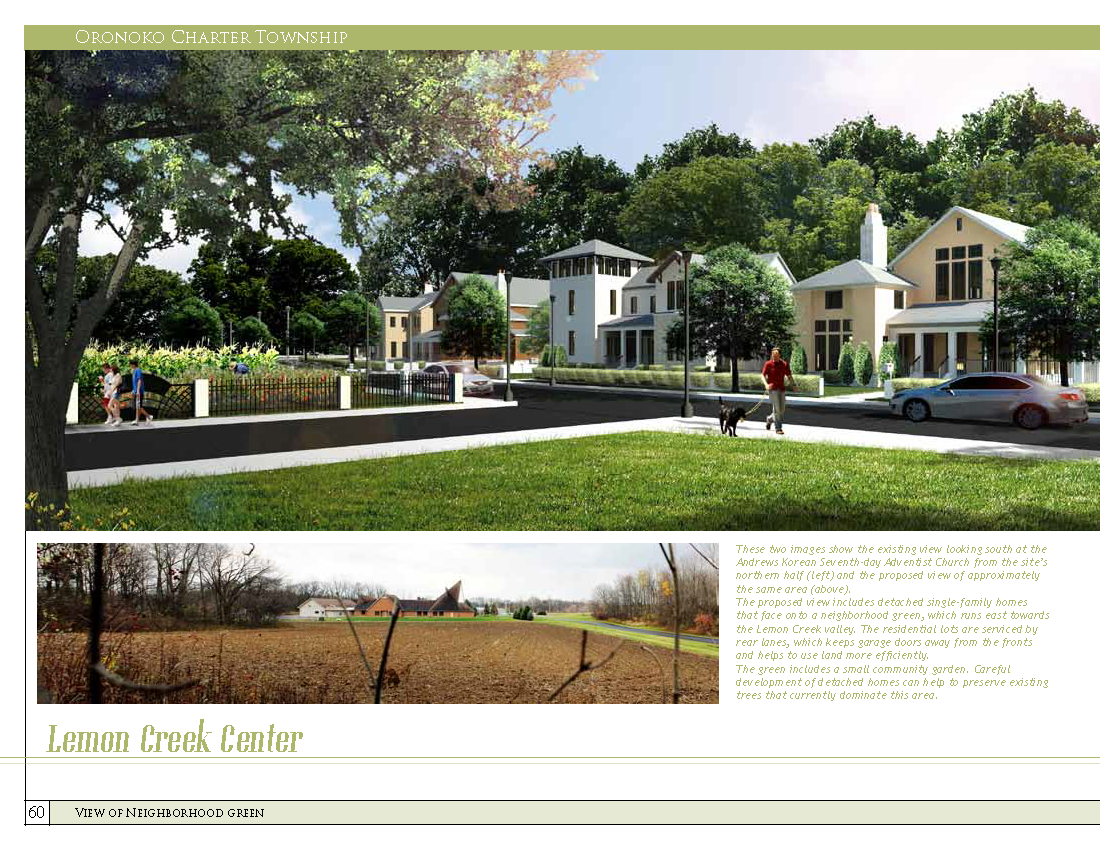 Oronoko Charter Township
These two images show the existing view looking south at the
Andrews Korean Seventh-day Adventist Church from the site's
northern half (left) and the proposed view of approximately
the same area (above).
The proposed view includes detached single-family homes
that face onto a neighborhood green, which runs east towards
the Lemon Creek valley. The residential lots are serviced by
rear lanes, which keeps garage doors away from the fronts
and helps to use land more efficiently.
The green includes a small community garden. Careful
development of detached homes can help to preserve existing
trees that currently dominate this area.
Lemon Creek Center
60 View of Neighborhood green